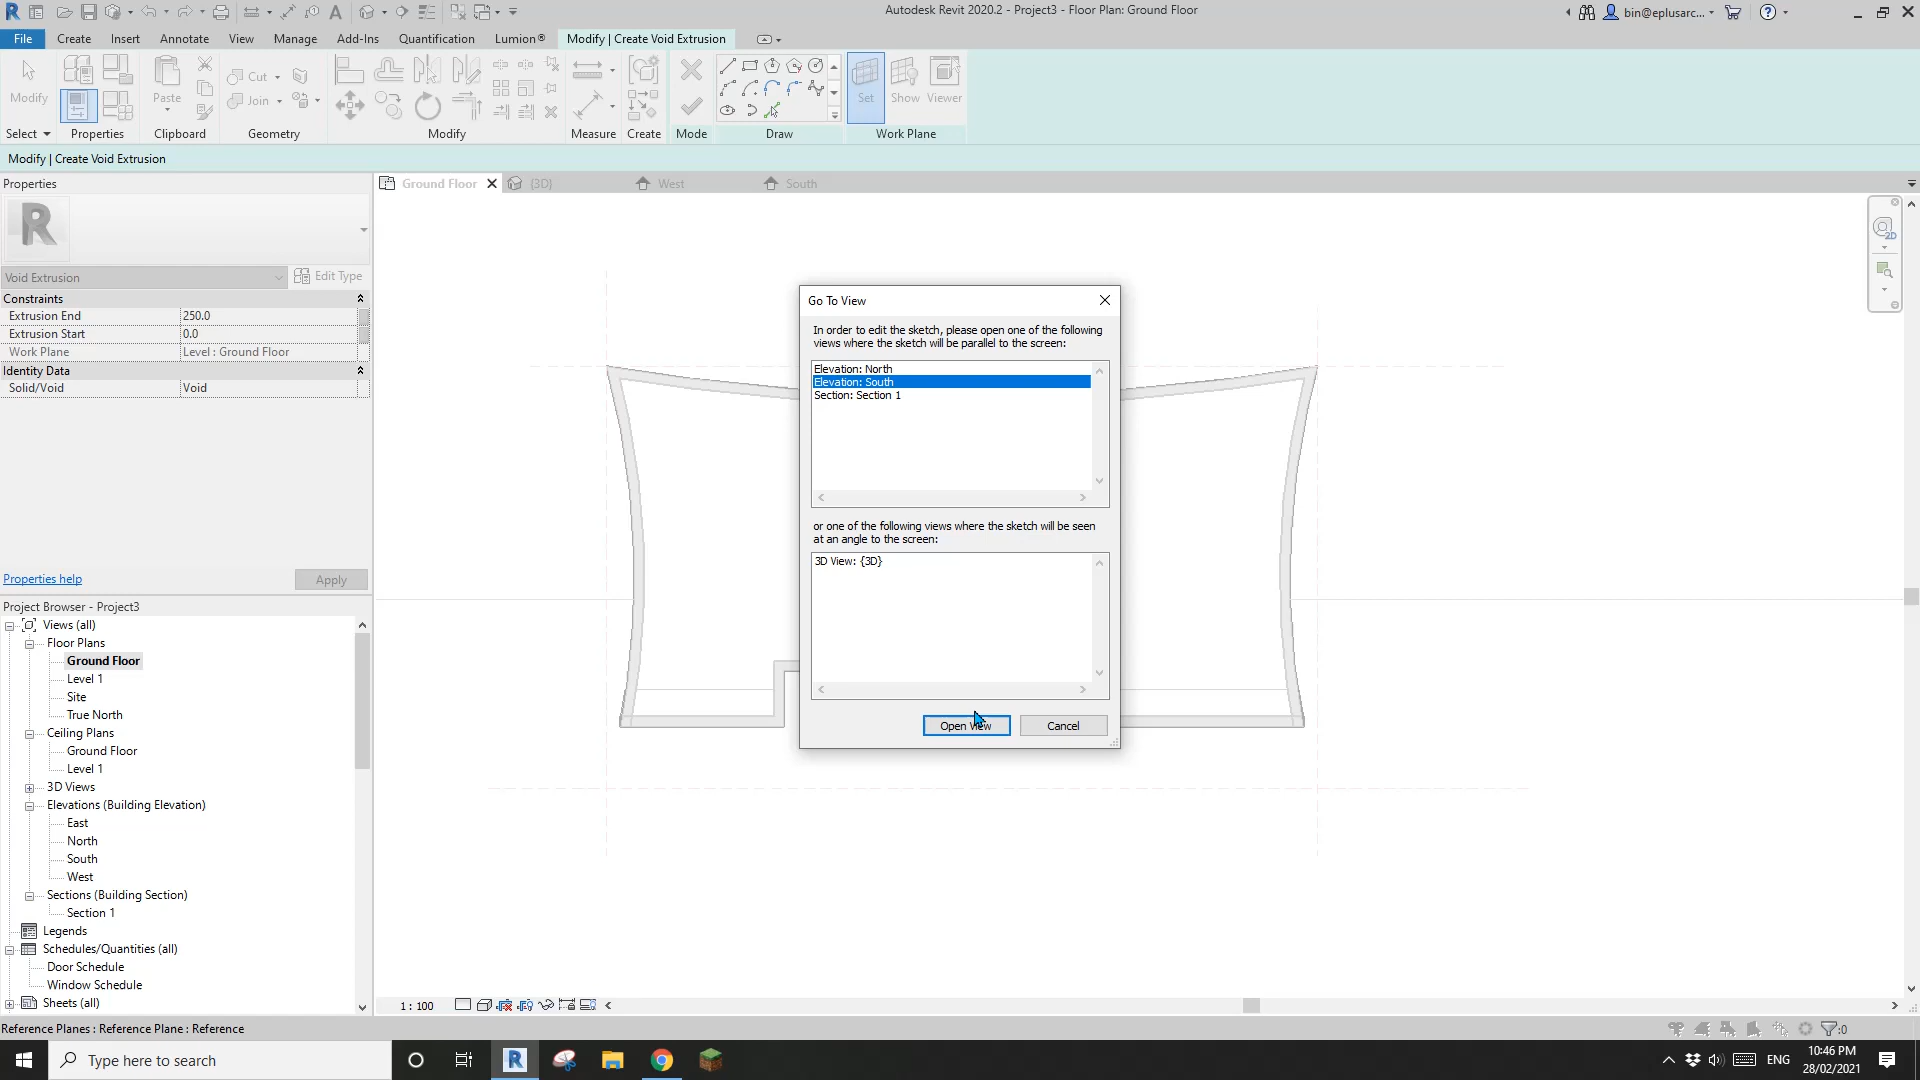 Autodesk Revit 2020.2 - Project3 - Floor Plan: Ground Floor
bin@eplusarc...
File Create Insert Annotate View Manage Add-Ins Quantification Lumion® Modify | Create Void Extrusion
Modify Paste Cut Join Set Show Viewer
Select Properties Clipboard Geometry Modify Measure Create Mode Draw Work Plane
Modify | Create Void Extrusion
Properties
Ground Floor {3D} West South
R
Void Extrusion Edit Type
Constraints
Extrusion End 250.0
Extrusion Start 0.0
Work Plane Level : Ground Floor
Identity Data
Solid/Void Void
Properties help Apply
Project Browser - Project3
Views (all)
Floor Plans
Ground Floor
Level 1
Site
True North
Ceiling Plans
Ground Floor
Level 1
3D Views
Elevations (Building Elevation)
East
North
South
West
Sections (Building Section)
Section 1
Legends
Schedules/Quantities (all)
Door Schedule
Window Schedule
Sheets (all)
Go To View
In order to edit the sketch, please open one of the following
views where the sketch will be parallel to the screen:
Elevation: North
Elevation: South
Section: Section 1
or one of the following views where the sketch will be seen
at an angle to the screen:
3D View: {3D}
Open View Cancel
2D
1 : 100
Reference Planes : Reference Plane : Reference
:0
Type here to search
ENG
10:46 PM
28/02/2021